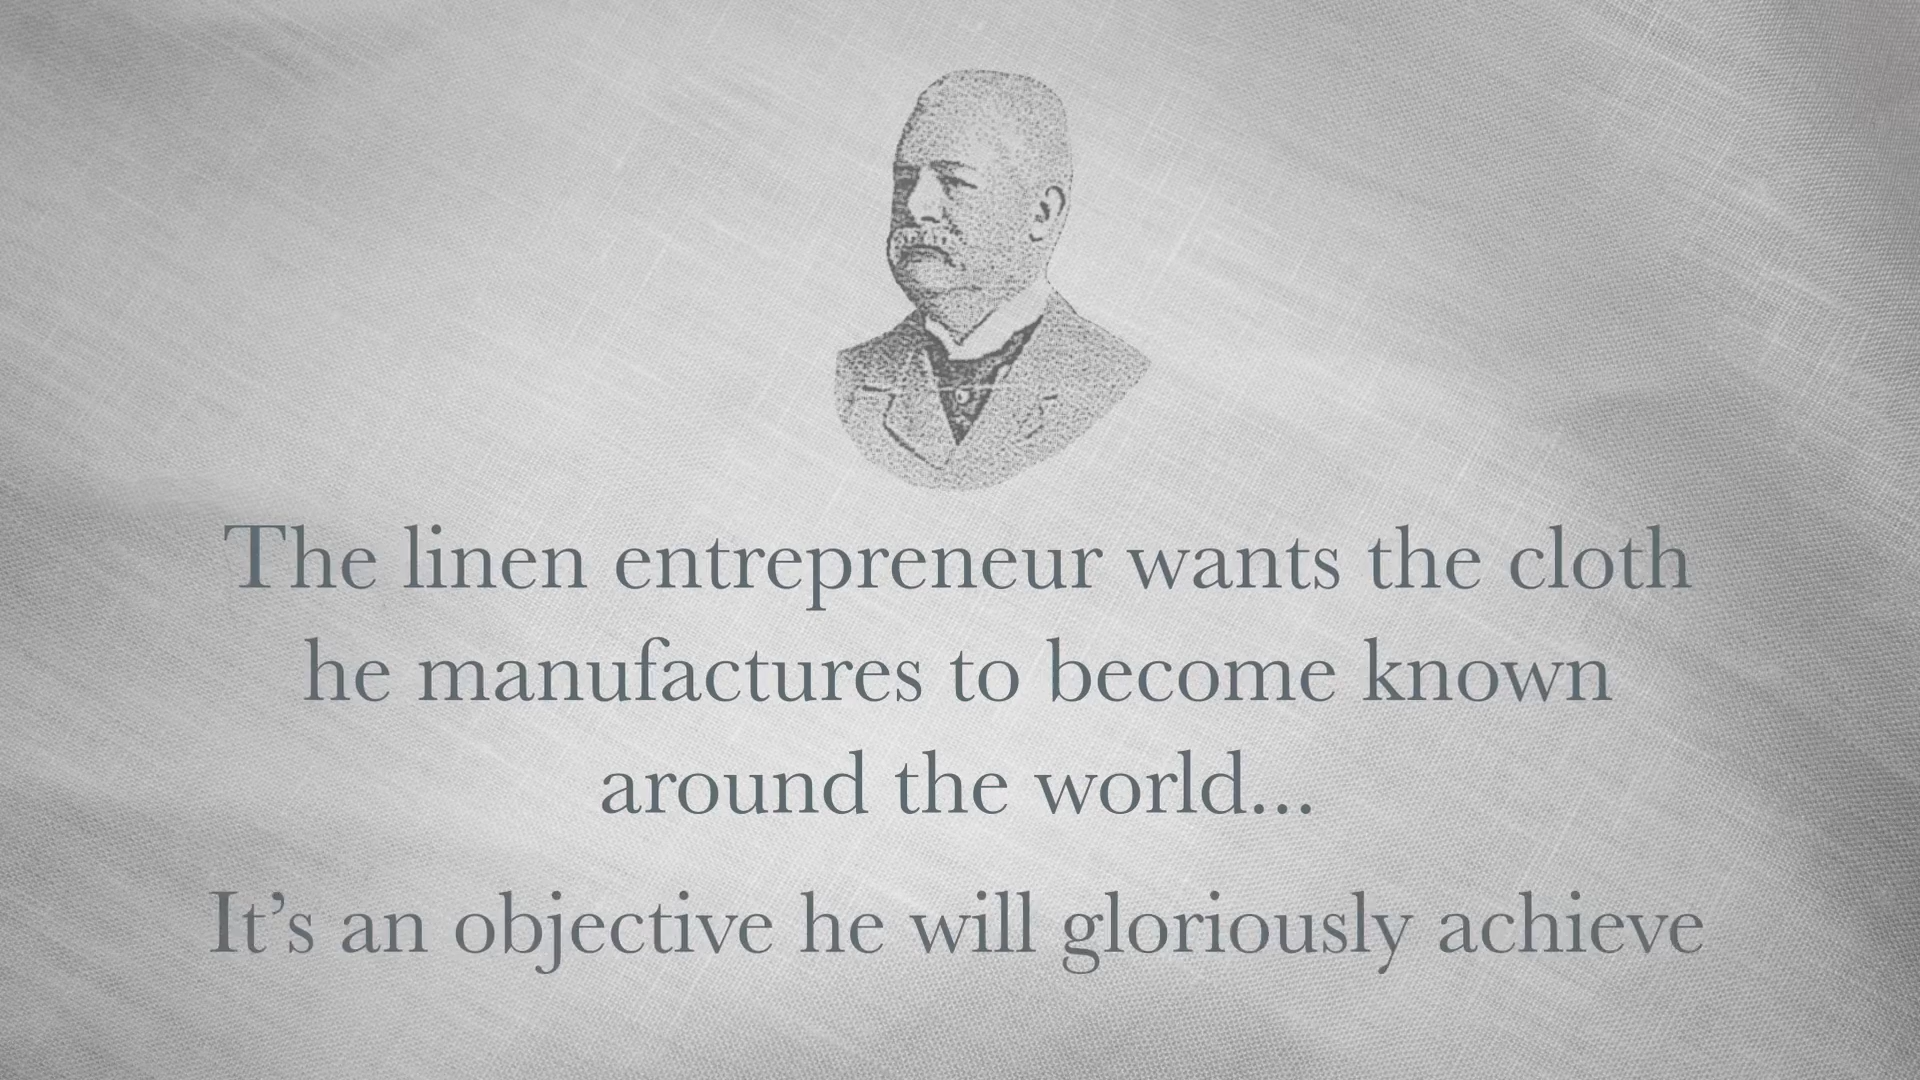 The linen entrepreneur wants the cloth
he manufactures to become known
around the world...
It’s an objective he will gloriously achieve